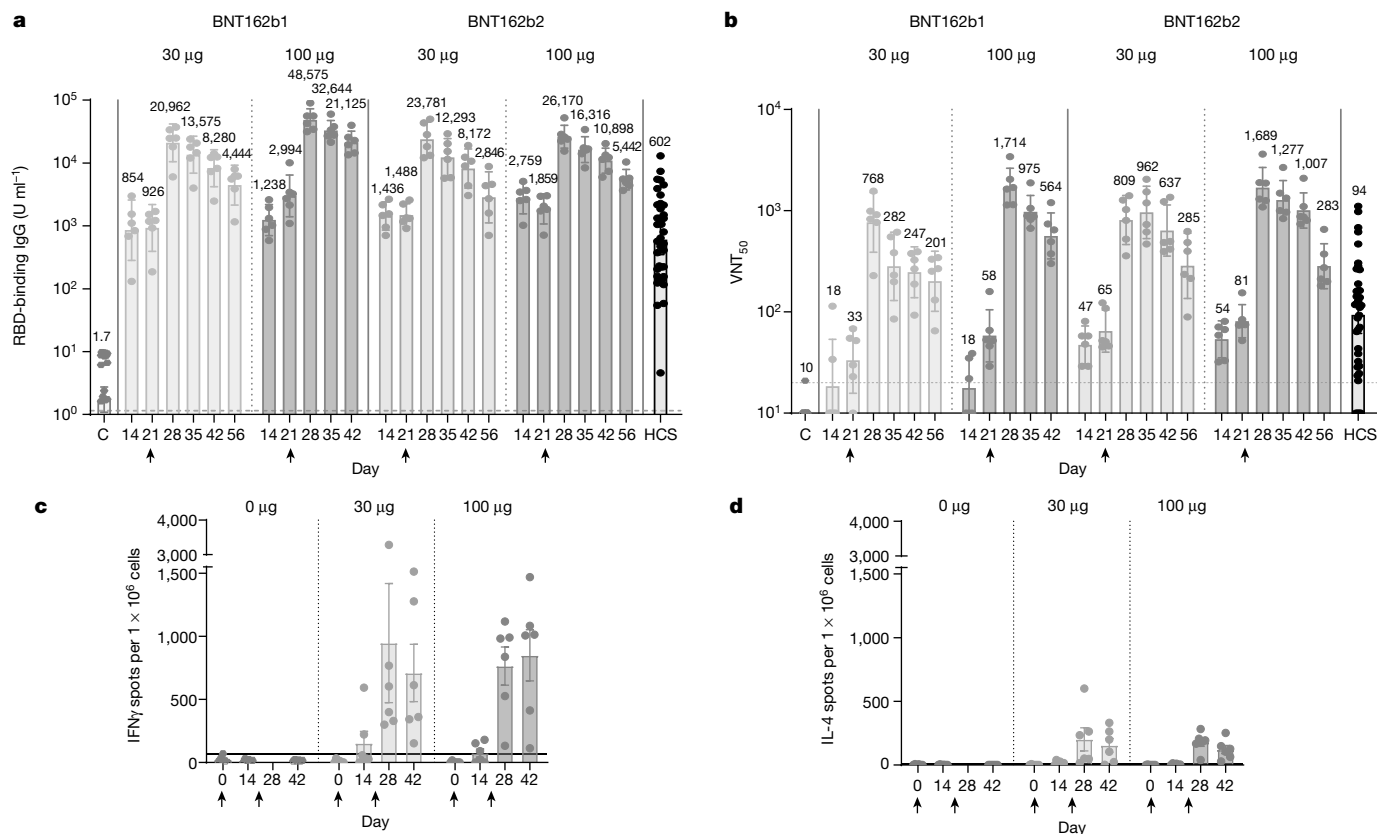 a
BNT162b1 BNT162b2
30 μg 100 μg 30 μg 100 μg
RBD-binding IgG (U ml⁻¹)
10⁵
10⁴
10³
10²
10¹
10⁰
1.7
854 926 20,962 13,575 8,280 4,444
1,238 2,994 48,575 32,644 21,125
1,436 1,488 23,781 12,293 8,172 2,846
2,759 1,859 26,170 16,316 10,898 5,442
602
C 14 21 28 35 42 56 14 21 28 35 42 14 21 28 35 42 56 14 21 28 35 42 56 HCS
Day
b
BNT162b1 BNT162b2
30 μg 100 μg 30 μg 100 μg
VNT₅₀
10⁴
10³
10²
10¹
10
18 33 768 282 247 201
18 58 1,714 975 564
47 65 809 962 637 285
54 81 1,689 1,277 1,007 283
94
C 14 21 28 35 42 56 14 21 28 35 42 14 21 28 35 42 56 14 21 28 35 42 56 HCS
Day
c
0 μg 30 μg 100 μg
IFNγ spots per 1 × 10⁶ cells
4,000
3,000
1,500
1,000
500
0
0 14 28 42 0 14 28 42 0 14 28 42
Day
d
0 μg 30 μg 100 μg
IL-4 spots per 1 × 10⁶ cells
4,000
3,000
1,500
1,000
500
0
0 14 28 42 0 14 28 42 0 14 28 42
Day